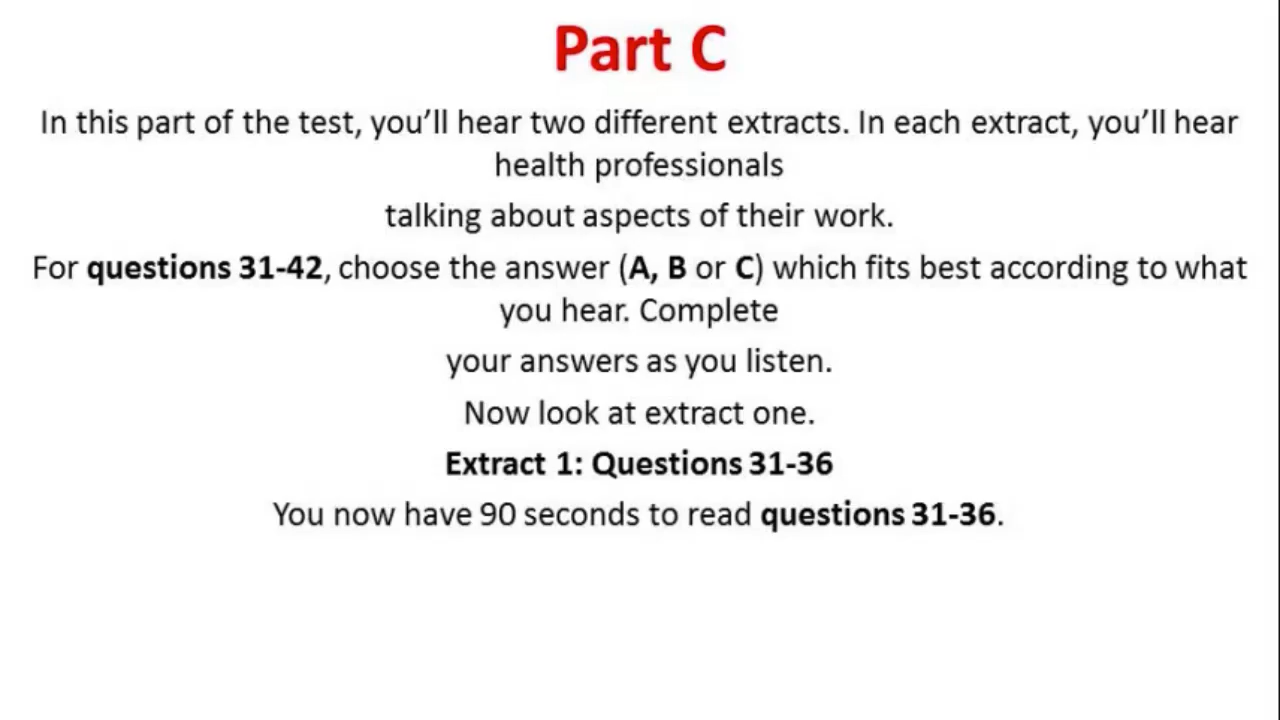 Part C
In this part of the test, you’ll hear two different extracts. In each extract, you’ll hear
health professionals
talking about aspects of their work.
For questions 31-42, choose the answer (A, B or C) which fits best according to what
you hear. Complete
your answers as you listen.
Now look at extract one.
Extract 1: Questions 31-36
You now have 90 seconds to read questions 31-36.